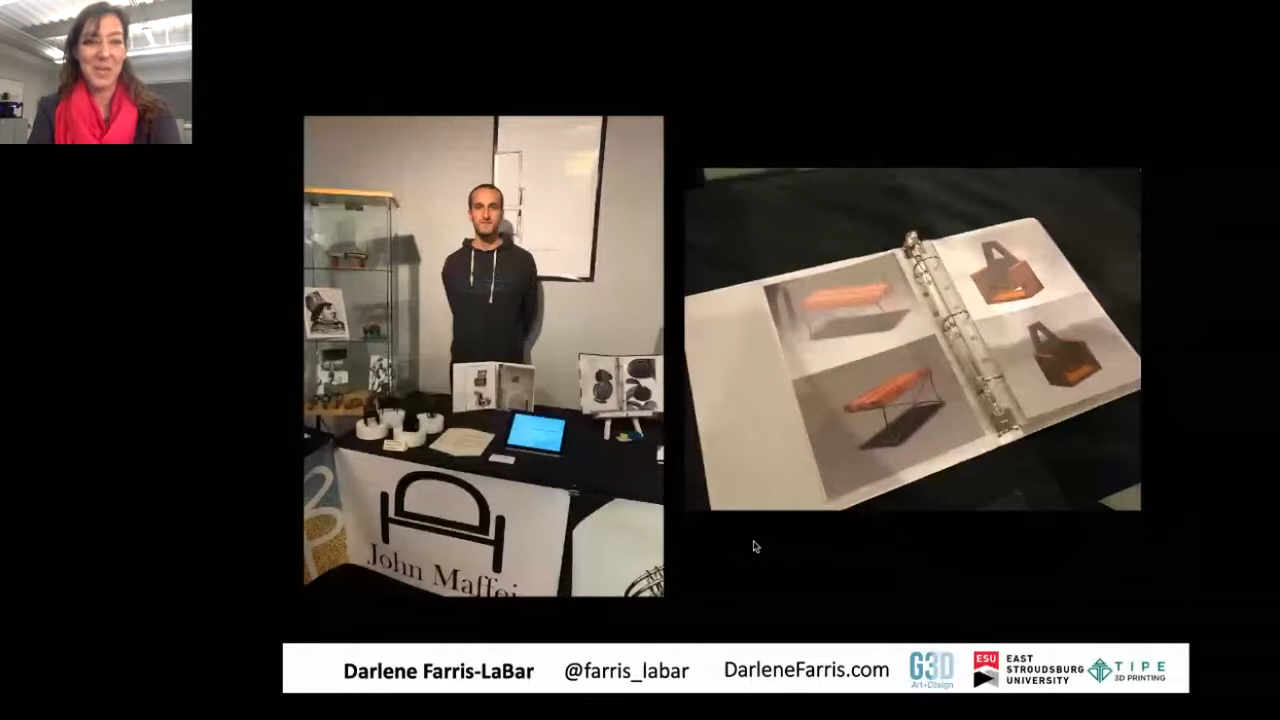 John Maffei
Darlene Farris-LaBar @farris_labar DarleneFarris.com
G3D
Art+Design
ESU
EAST
STROUDSBURG
UNIVERSITY
TIPE
3D PRINTING